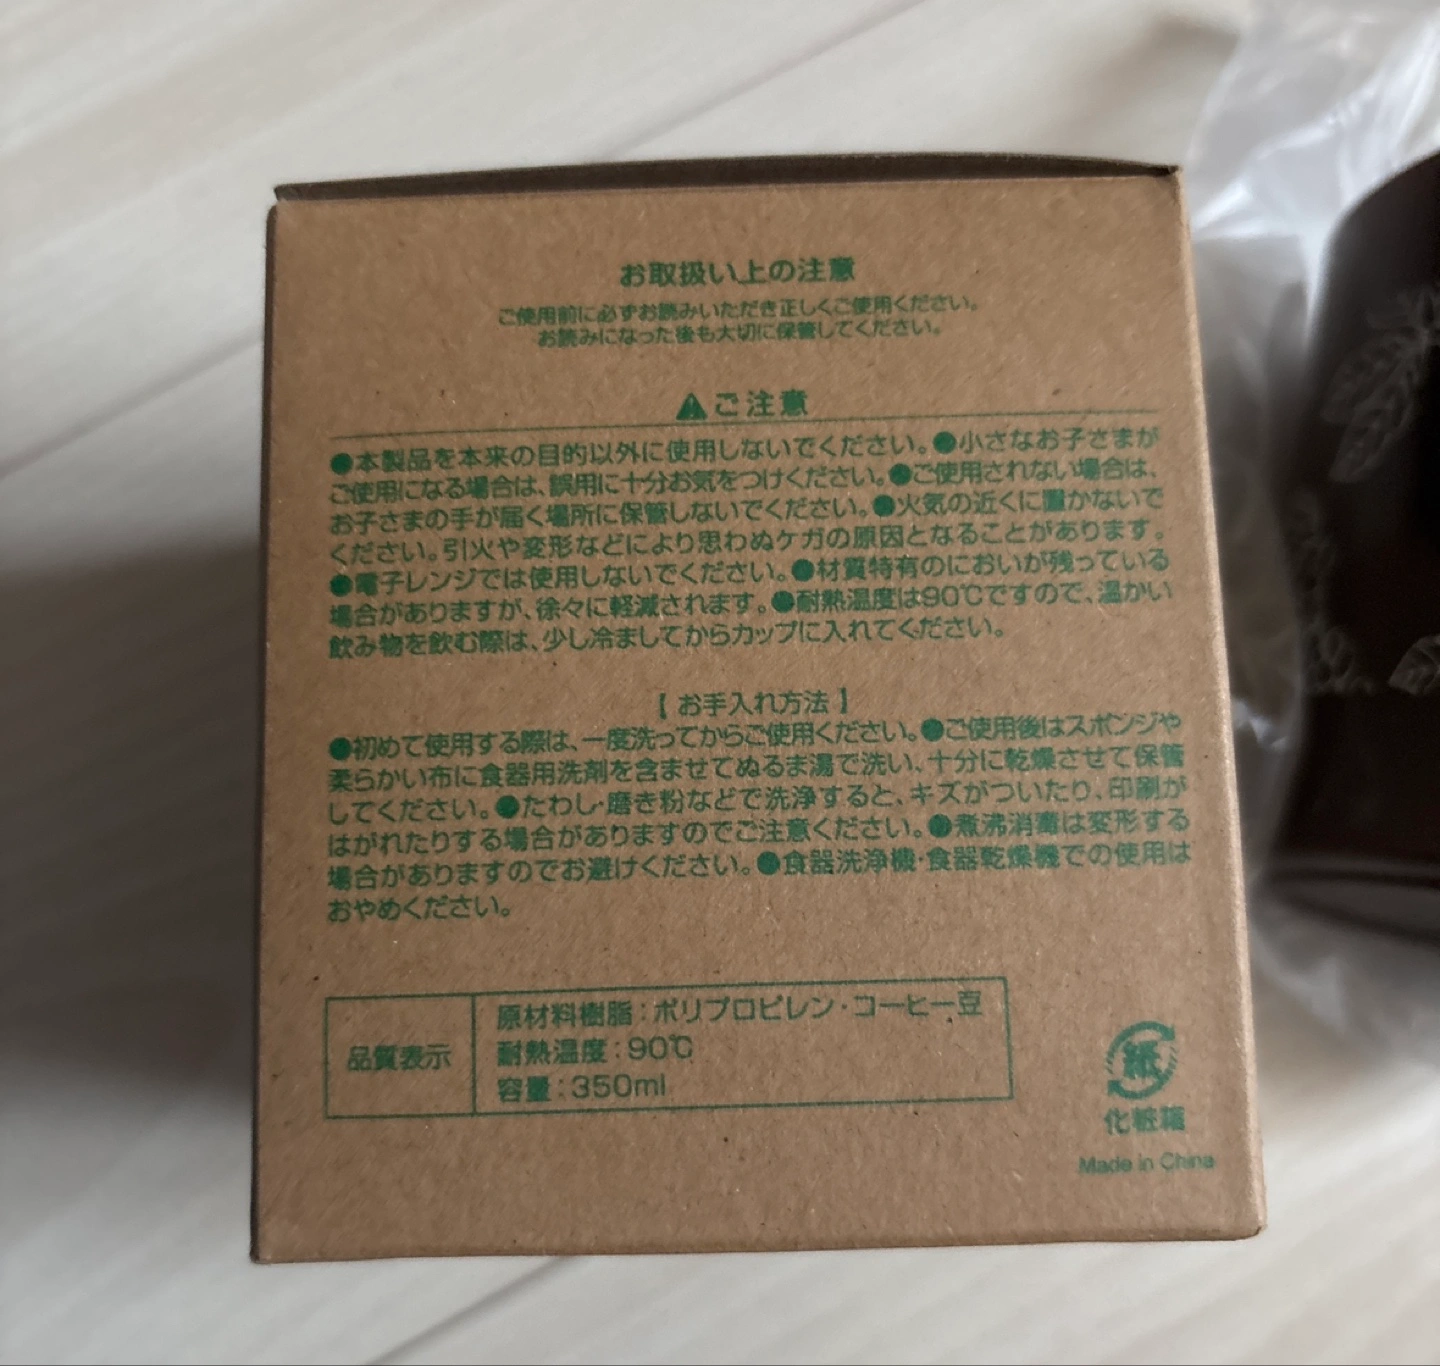 お取扱い上の注意
ご使用前に必ずお読みいただき正しくご使用ください。
お読みになった後も大切に保管してください。
⚠ご注意
●本製品を本来の目的以外に使用しないでください。●小さなお子さまが
ご使用になる場合は、誤用に十分お気をつけください。●ご使用されない場合は、
お子さまの手が届く場所に保管しないでください。●火気の近くに置かないで
ください。引火や変形などにより思わぬケガの原因となることがあります。
●電子レンジでは使用しないでください。●材質特有のにおいが残っている
場合がありますが、徐々に軽減されます。●耐熱温度は90℃ですので、温かい
飲み物を飲む際は、少し冷ましてからカップに入れてください。
【お手入れ方法】
●初めて使用する際は、一度洗ってからご使用ください。●ご使用後はスポンジや
柔らかい布に食器用洗剤を含ませてぬるま湯で洗い、十分に乾燥させて保管
してください。●たわし・磨き粉などで洗浄すると、キズがついたり、印刷が
はがれたりする場合がありますのでご注意ください。●煮沸消毒は変形する
場合がありますのでお避けください。●食器洗浄機・食器乾燥機での使用は
おやめください。
品質表示
原材料樹脂：ポリプロピレン・コーヒー豆
耐熱温度：90℃
容量：350ml
紙
化粧箱
Made in China